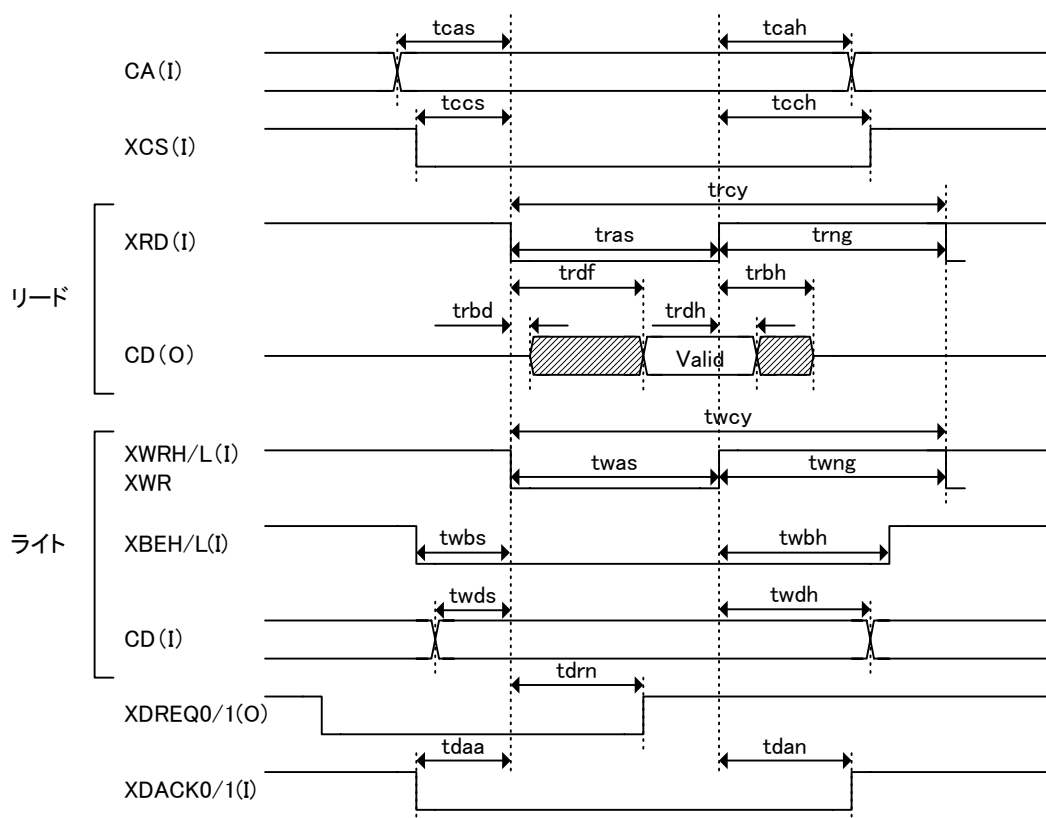 tcas
tcah
CA(I)
tccs
tcch
XCS(I)
trcy
XRD(I)
tras
trng
リード
trdf
trbh
trbd
trdh
CD(O)
Valid
twcy
XWRH/L(I)
XWR
twas
twng
ライト
XBEH/L(I)
twbs
twbh
twds
twdh
CD(I)
tdrn
XDREQ0/1(O)
tdaa
tdan
XDACK0/1(I)